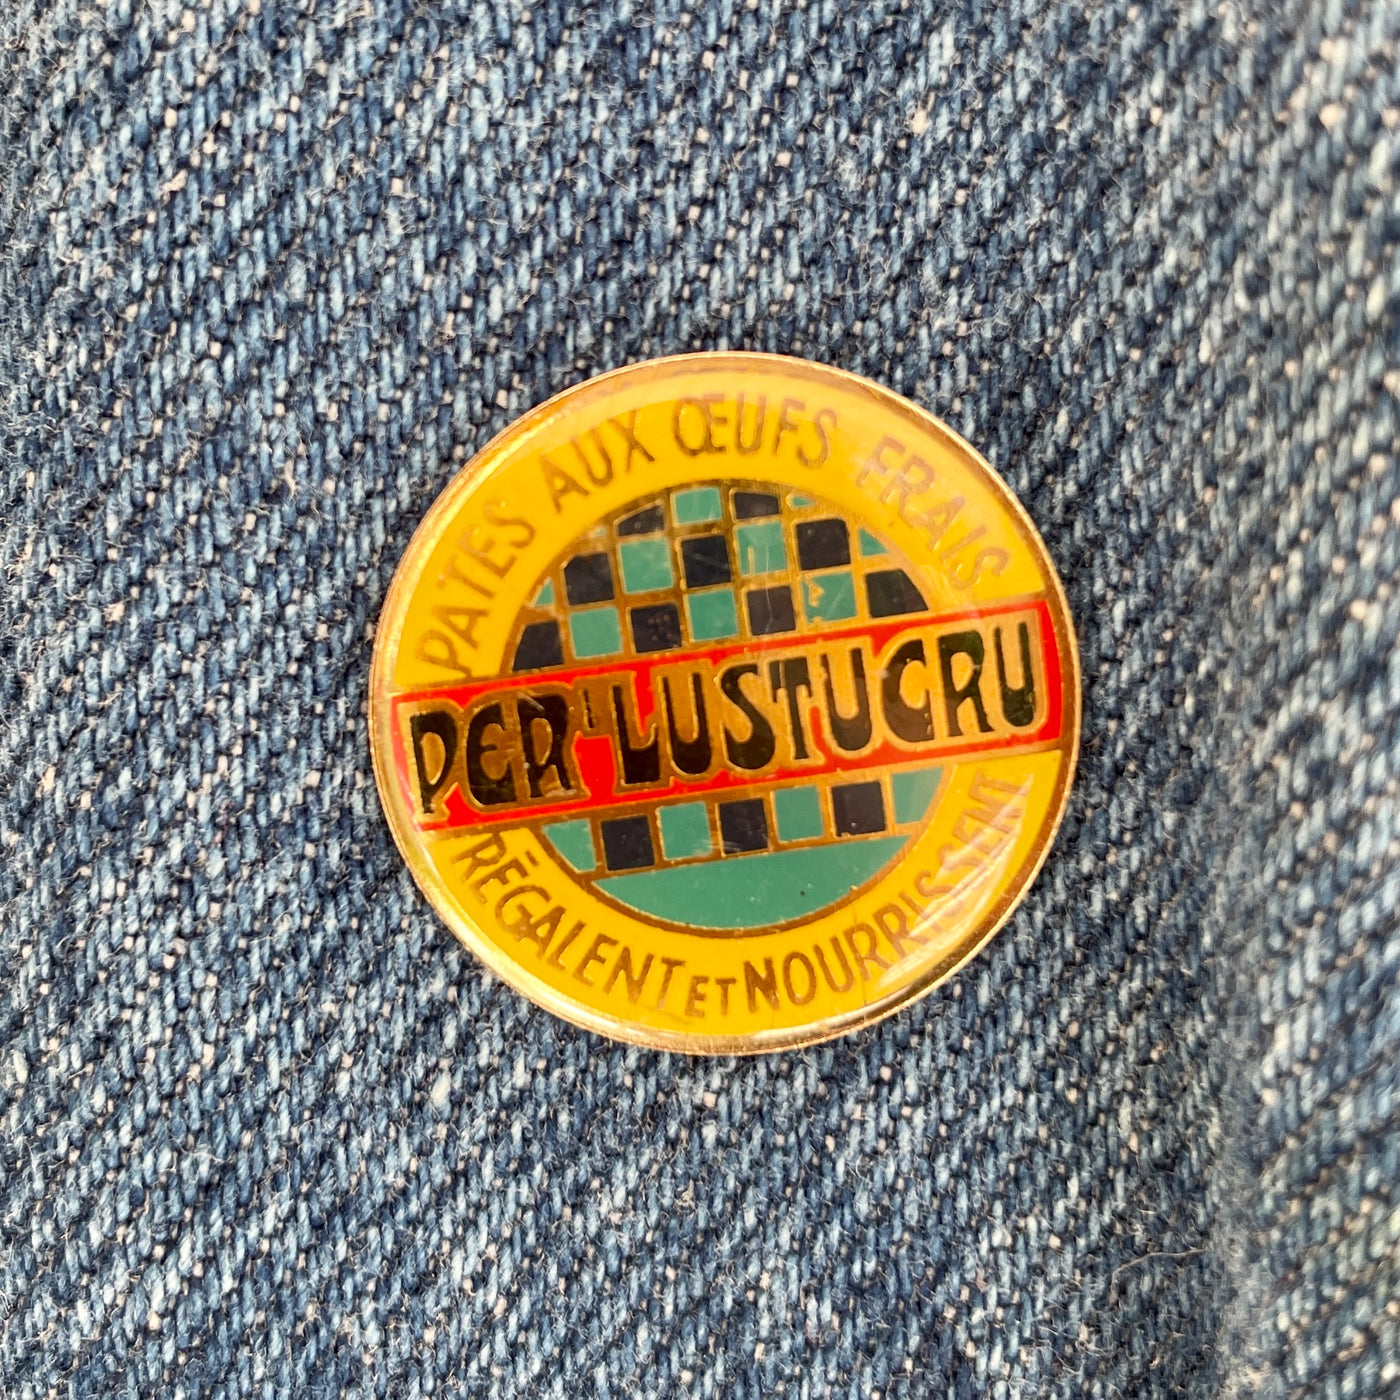 PATES AUX ŒUFS FRAIS
PER'LUSTUCRU
RÉGALENT ET NOURRISSENT